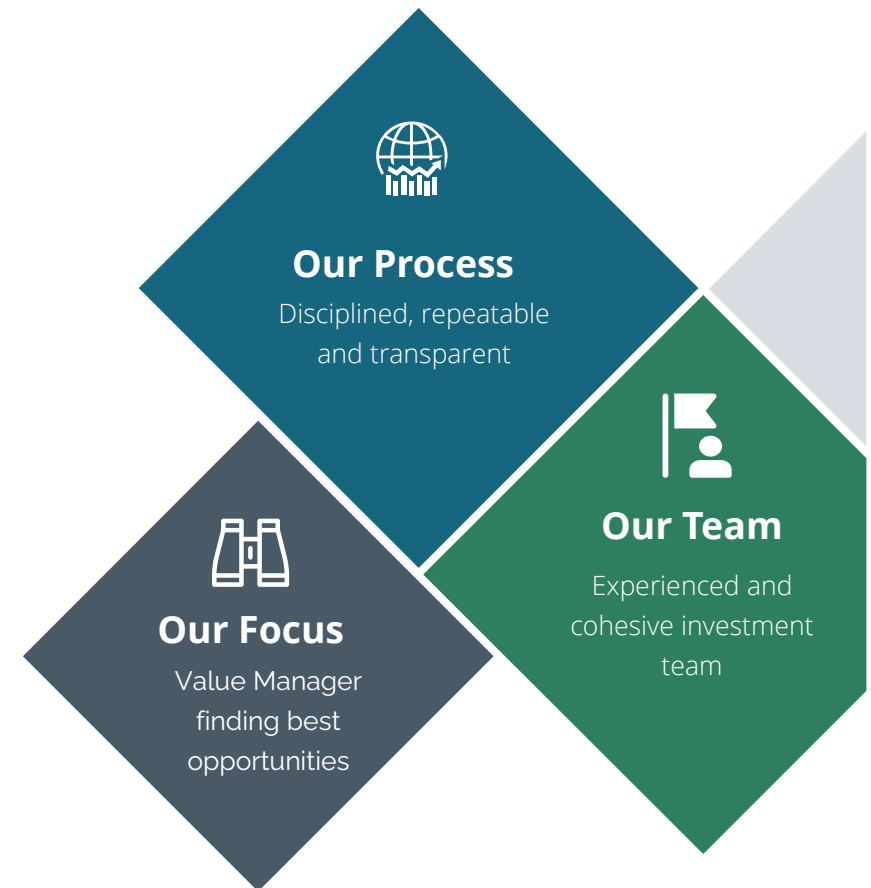 Our Process
Disciplined, repeatable
and transparent
Our Team
Experienced and
cohesive investment
team
Our Focus
Value Manager
finding best
opportunities